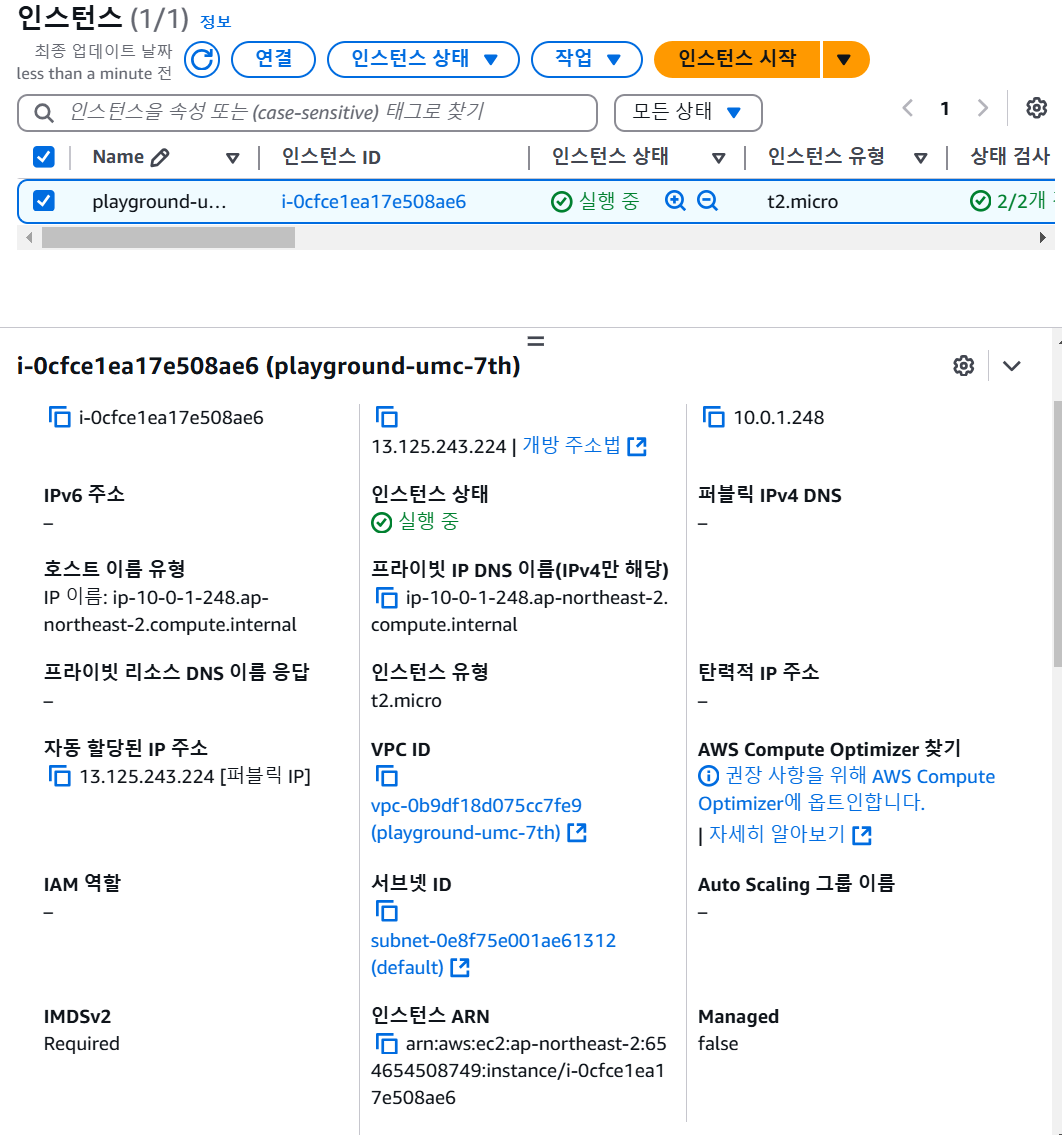 인스턴스 (1/1) 정보
최종 업데이트 날짜
less than a minute 전
연결
인스턴스 상태
작업
인스턴스 시작
인스턴스을 속성 또는 (case-sensitive) 태그로 찾기
모든 상태
1
Name
인스턴스 ID
인스턴스 상태
인스턴스 유형
상태 검사
playground-u...
i-0cfce1ea17e508ae6
실행 중
t2.micro
2/2개
i-0cfce1ea17e508ae6 (playground-umc-7th)
i-0cfce1ea17e508ae6
13.125.243.224 | 개방 주소법
10.0.1.248
IPv6 주소
–
인스턴스 상태
실행 중
퍼블릭 IPv4 DNS
–
호스트 이름 유형
IP 이름: ip-10-0-1-248.ap-
northeast-2.compute.internal
프라이빗 IP DNS 이름(IPv4만 해당)
ip-10-0-1-248.ap-northeast-2.
compute.internal
프라이빗 리소스 DNS 이름 응답
–
인스턴스 유형
t2.micro
탄력적 IP 주소
–
자동 할당된 IP 주소
13.125.243.224 [퍼블릭 IP]
VPC ID
vpc-0b9df18d075cc7fe9
(playground-umc-7th)
AWS Compute Optimizer 찾기
권장 사항을 위해 AWS Compute
Optimizer에 옵트인합니다.
| 자세히 알아보기
IAM 역할
–
서브넷 ID
subnet-0e8f75e001ae61312
(default)
Auto Scaling 그룹 이름
–
IMDSv2
Required
인스턴스 ARN
arn:aws:ec2:ap-northeast-2:65
4654508749:instance/i-0cfce1ea1
7e508ae6
Managed
false